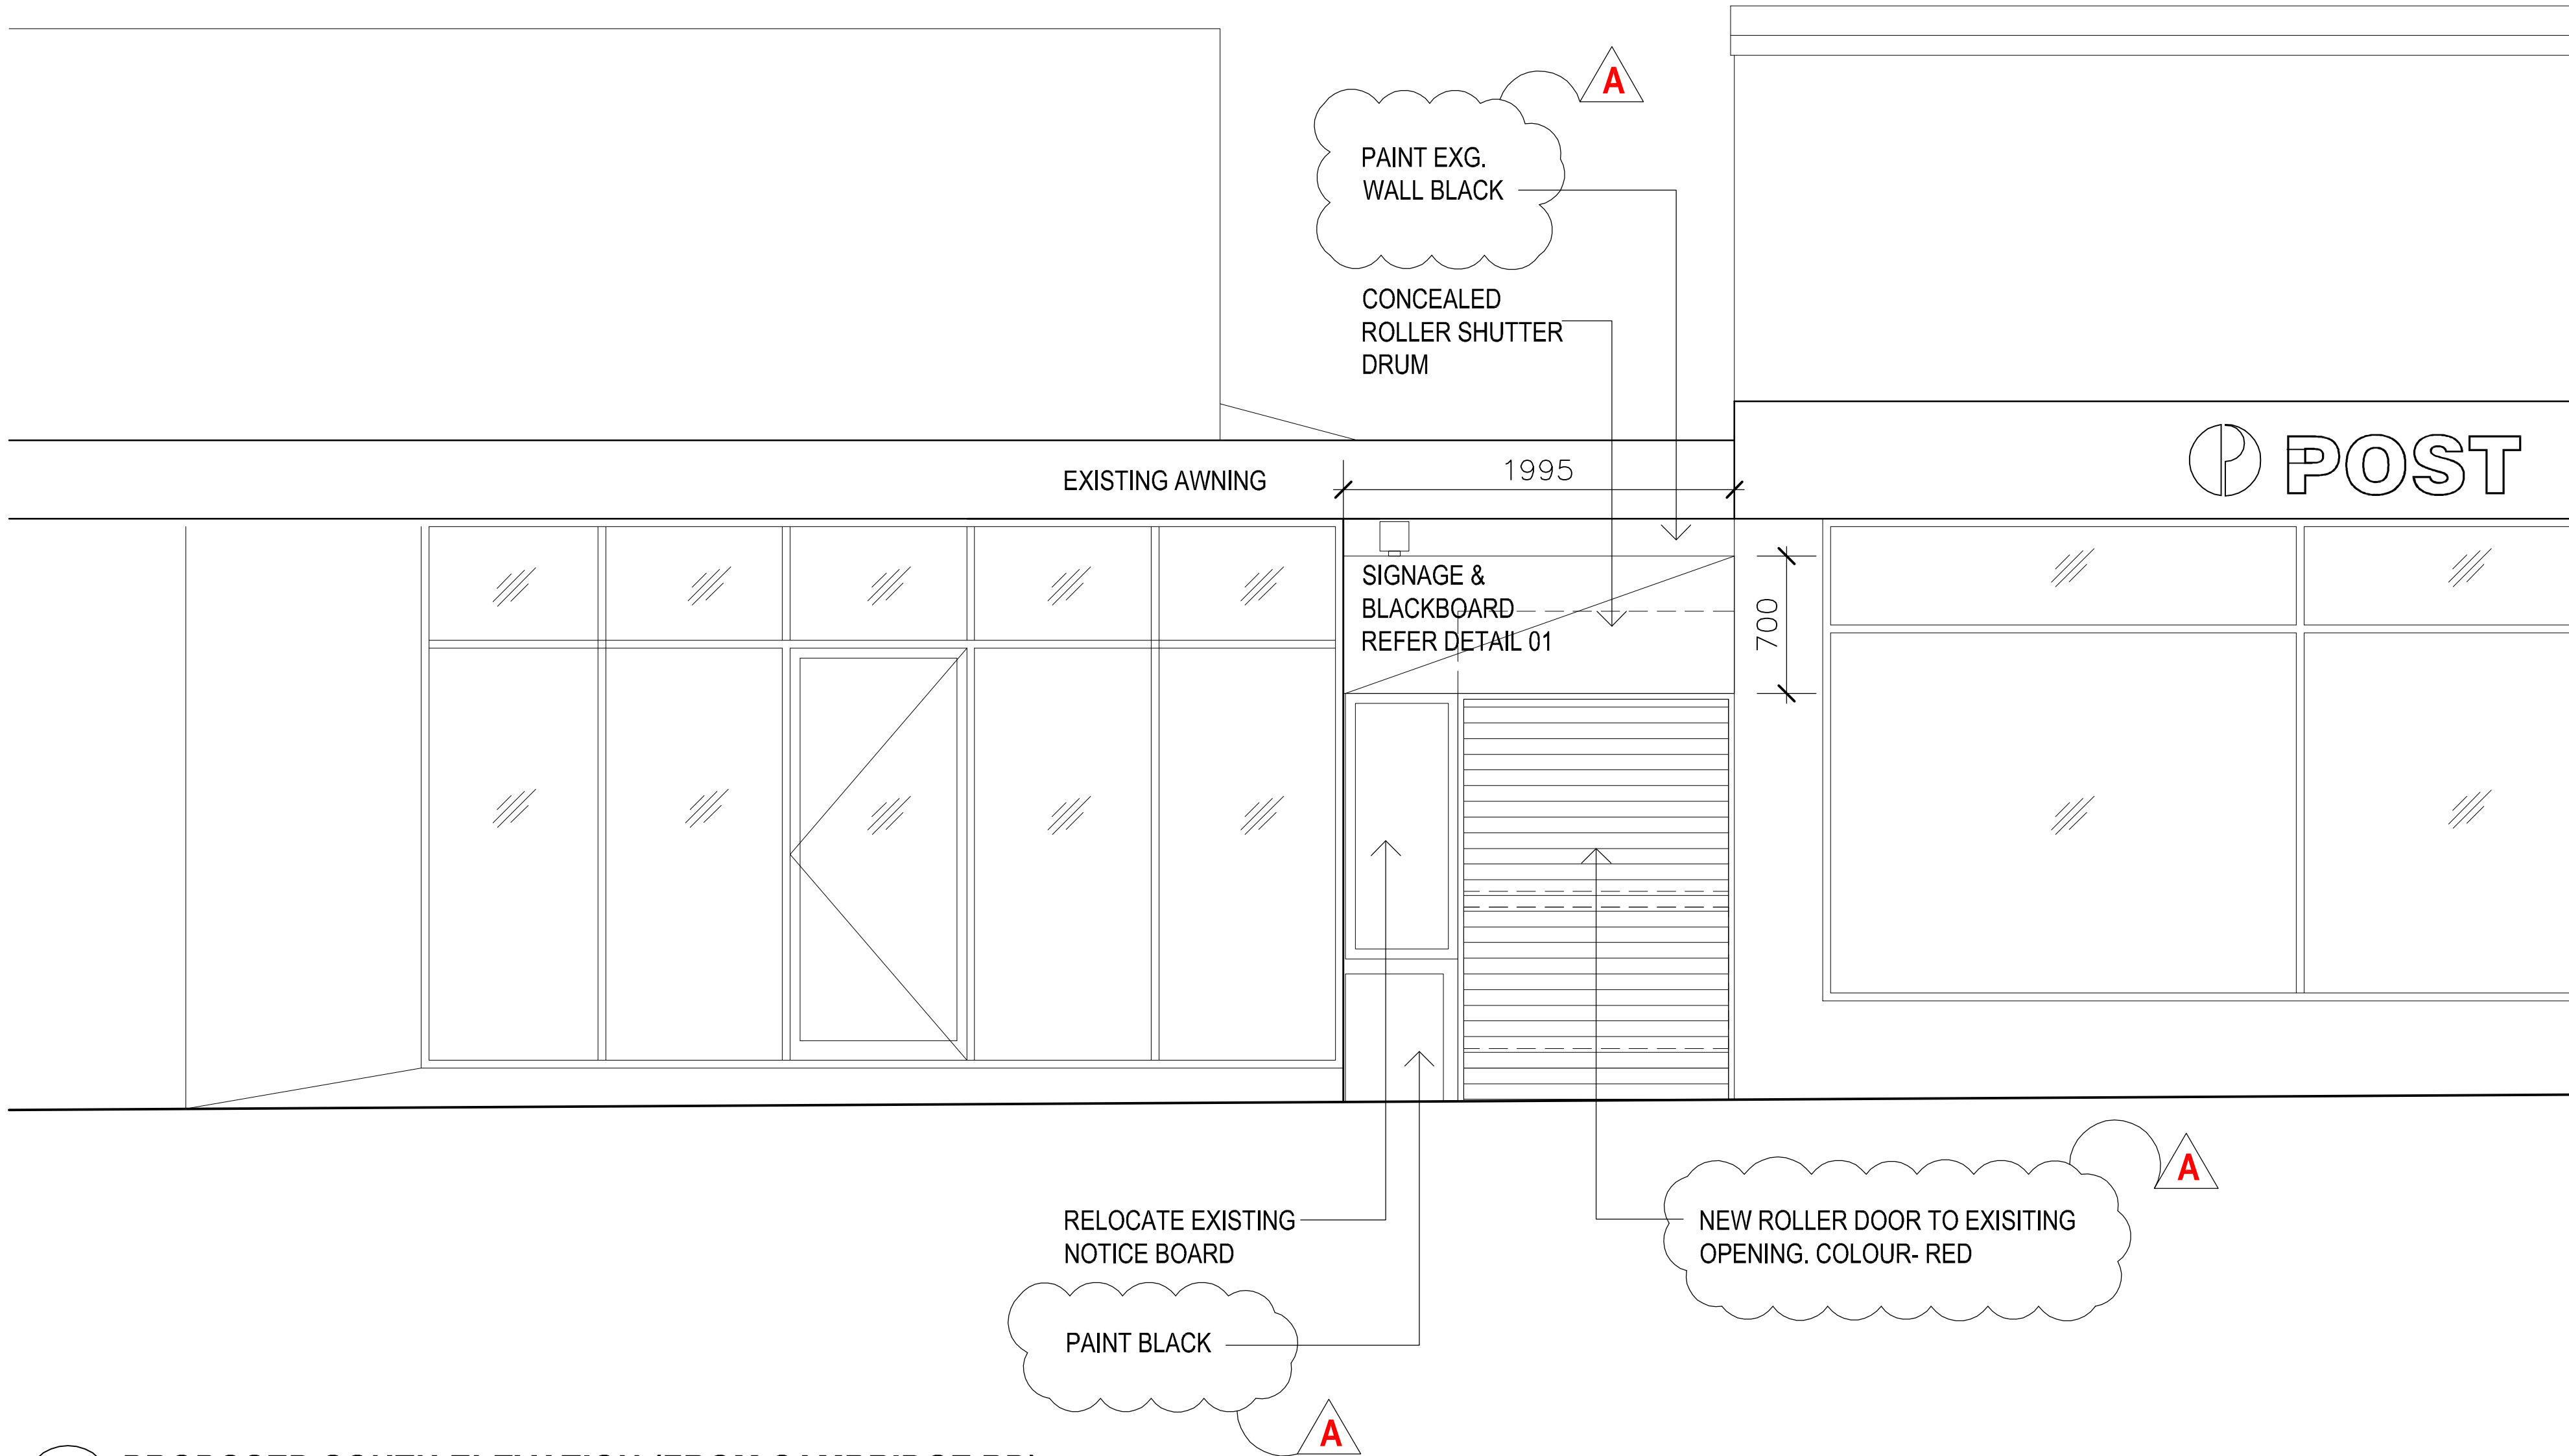 A
PAINT EXG.
WALL BLACK
CONCEALED
ROLLER SHUTTER
DRUM
EXISTING AWNING
1995
POST
SIGNAGE &
BLACKBOARD
REFER DETAIL 01
700
RELOCATE EXISTING
NOTICE BOARD
A
NEW ROLLER DOOR TO EXISITING
OPENING. COLOUR- RED
PAINT BLACK
A